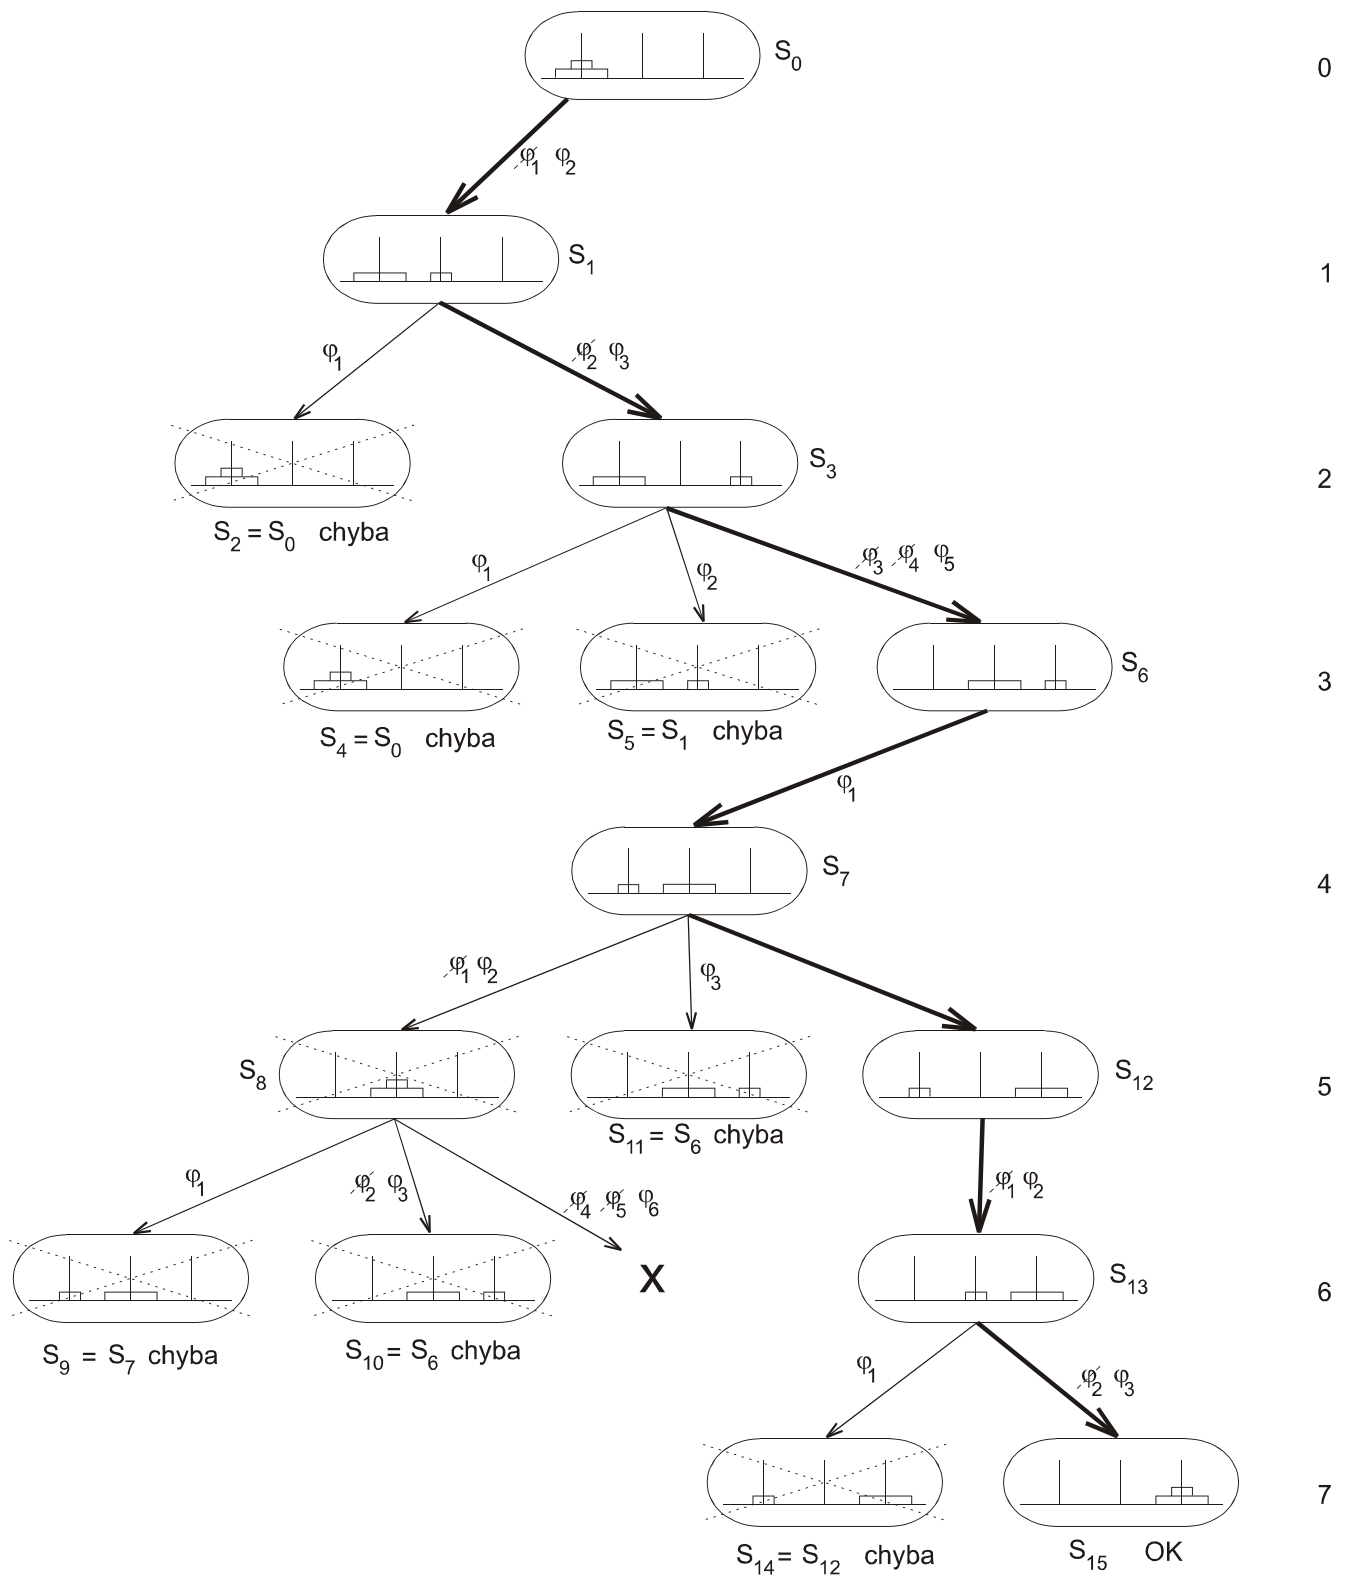 S0 0
φ1 φ2
S1 1
φ1 φ2 φ3
S3 2
S2 = S0 chyba
φ1 φ2 φ3 φ4 φ5
S6 3
S4 = S0 chyba S5 = S1 chyba
φ1
S7 4
φ1 φ2 φ3
S8 S12 5
S11 = S6 chyba
φ1 φ2 φ3 φ4 φ5 φ6 φ1 φ2
X S13 6
S9 = S7 chyba S10 = S6 chyba
φ1 φ2 φ3
7
S14 = S12 chyba S15 OK